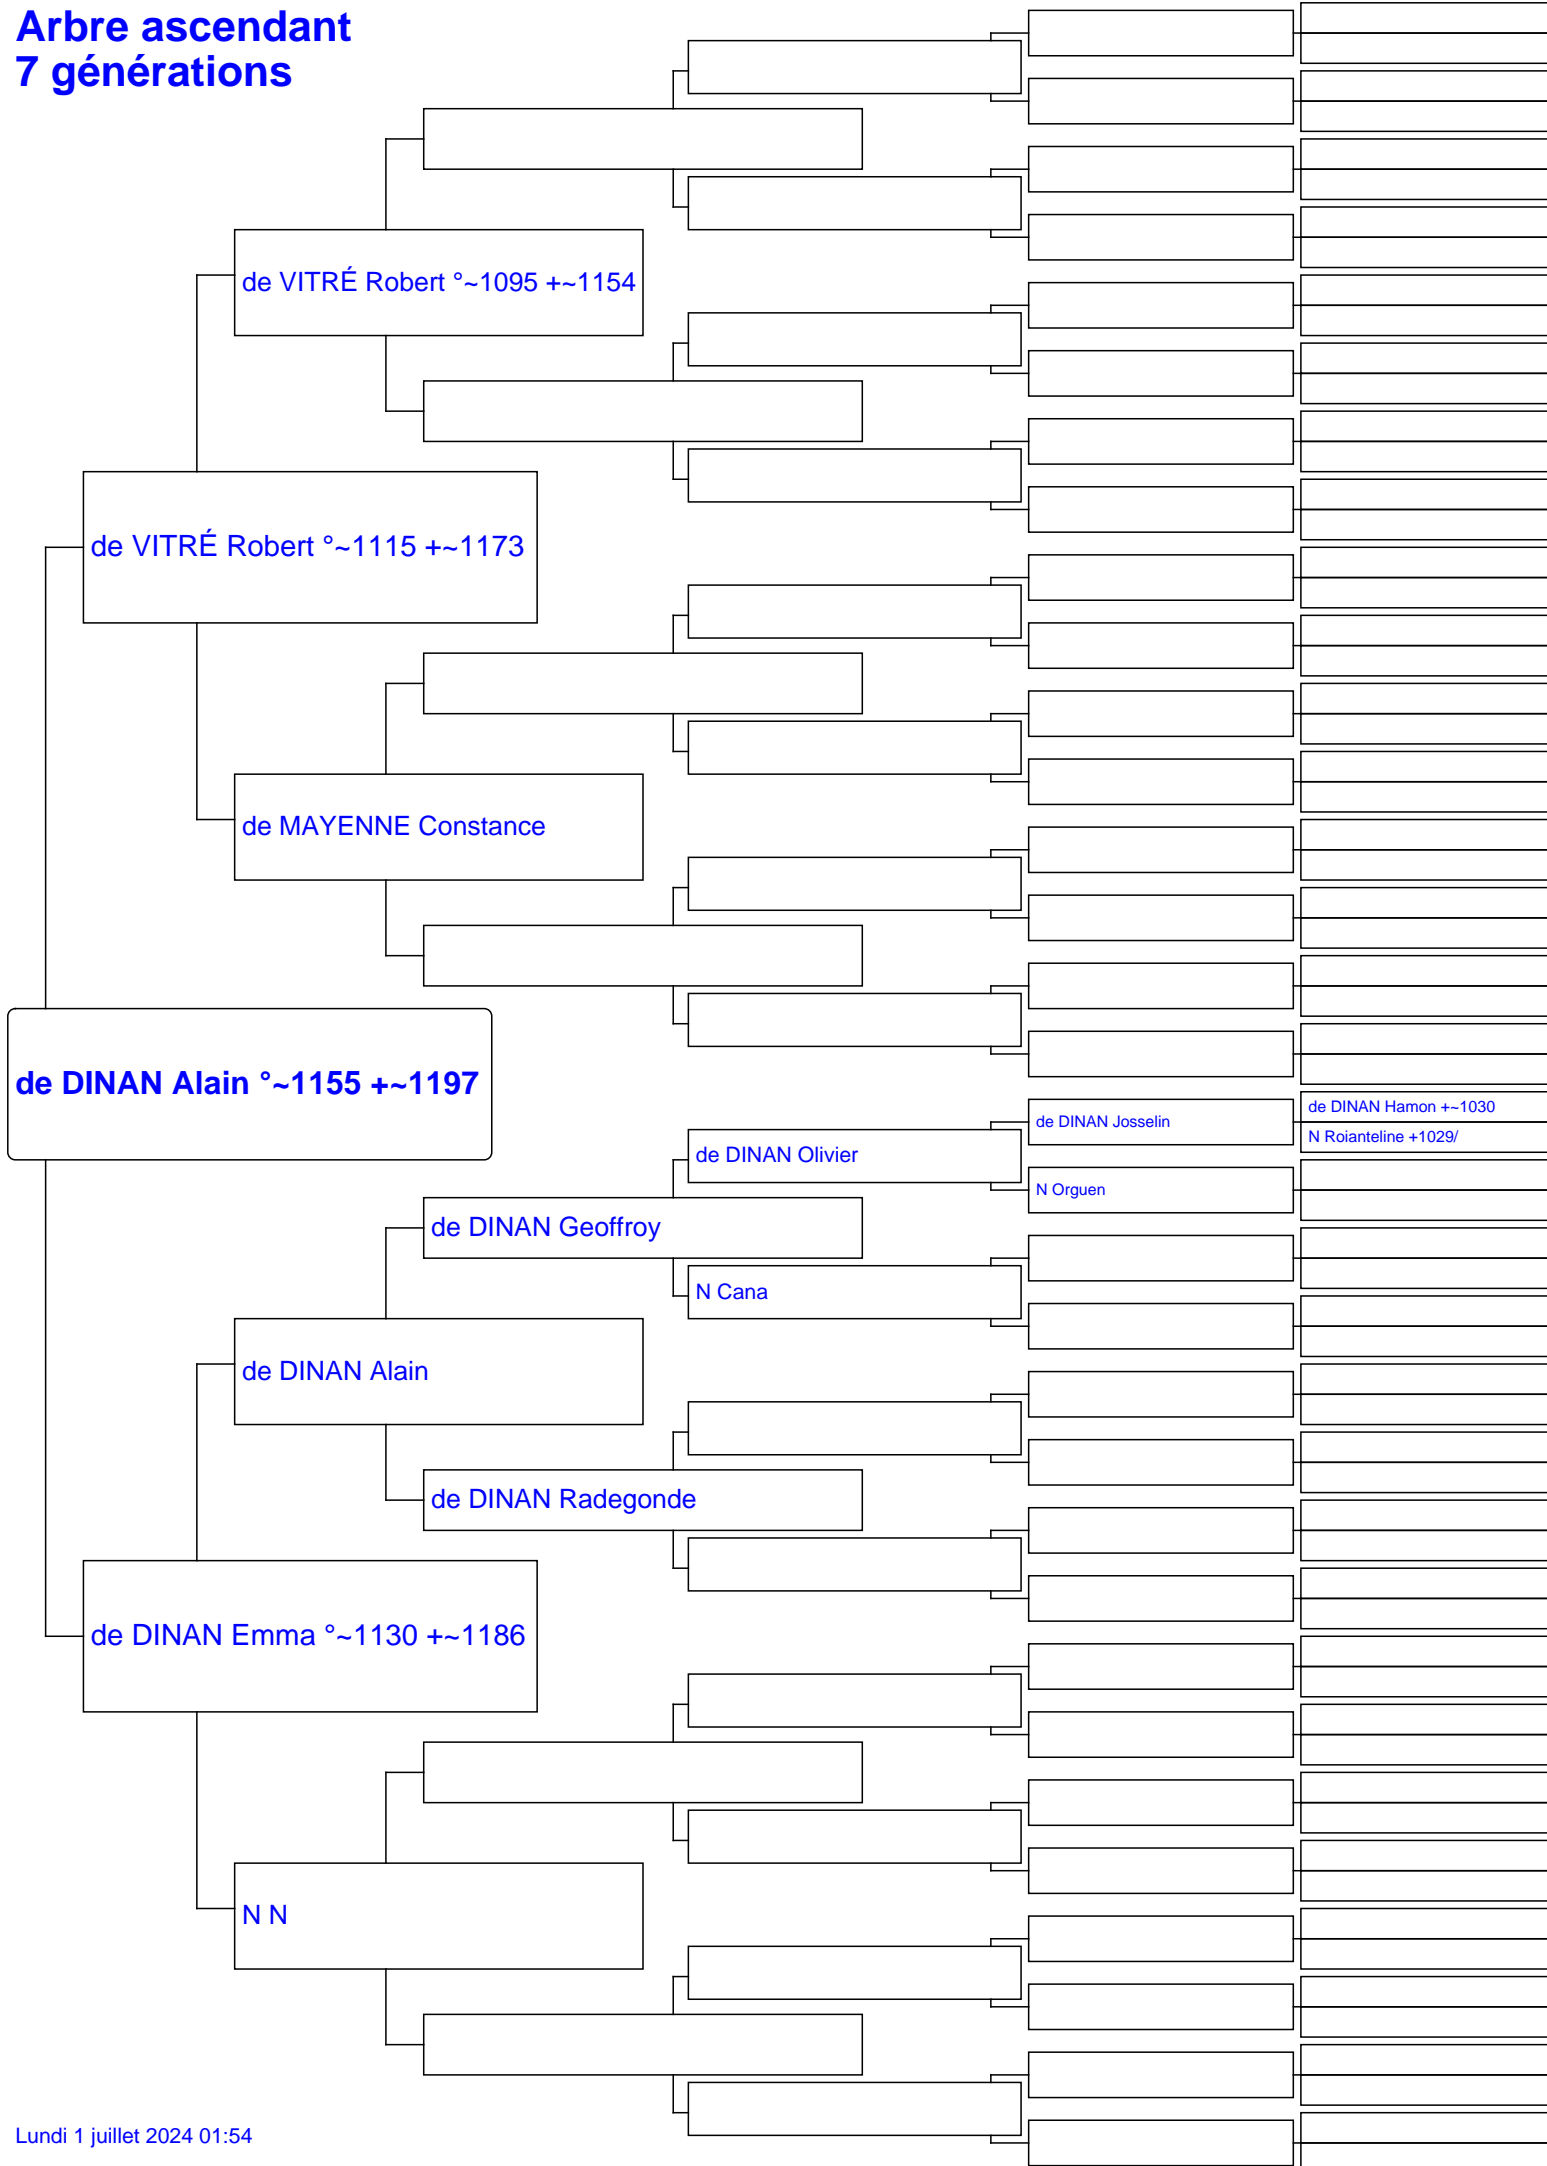 Arbre ascendant
7 générations
de VITRÉ Robert °~1095 +~1154
de VITRÉ Robert °~1115 +~1173
de MAYENNE Constance
de DINAN Alain °~1155 +~1197
de DINAN Hamon +~1030
de DINAN Josselin
N Roianteline +1029/
de DINAN Olivier
N Orguen
de DINAN Geoffroy
N Cana
de DINAN Alain
de DINAN Radegonde
de DINAN Emma °~1130 +~1186
N N
Lundi 1 juillet 2024 01:54